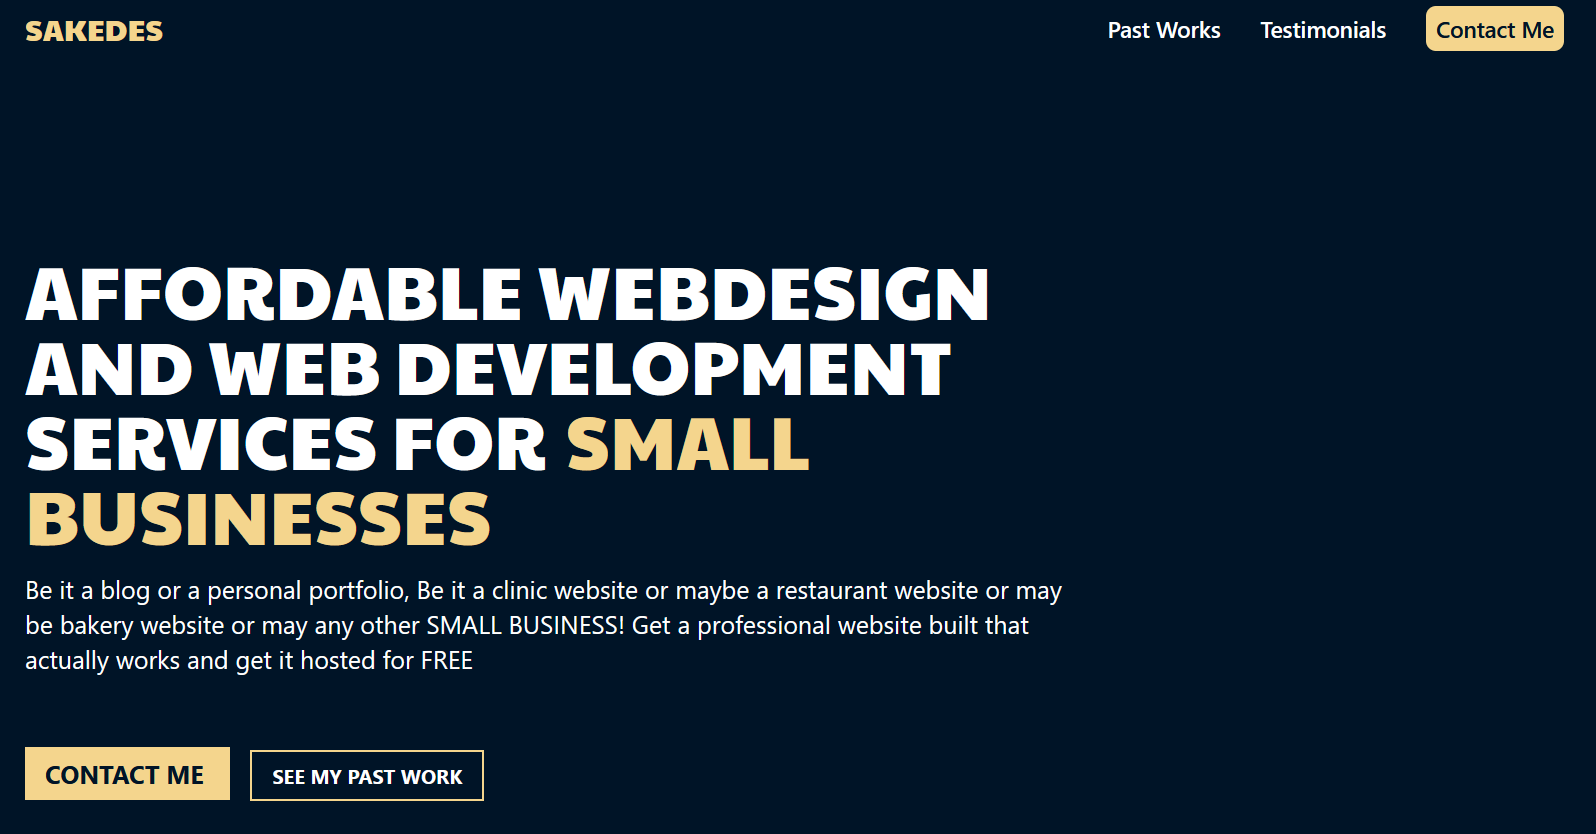 SAKEDES
Past Works
Testimonials
Contact Me
AFFORDABLE WEBDESIGN
AND WEB DEVELOPMENT
SERVICES FOR SMALL
BUSINESSES
Be it a blog or a personal portfolio, Be it a clinic website or maybe a restaurant website or may
be bakery website or may any other SMALL BUSINESS! Get a professional website built that
actually works and get it hosted for FREE
CONTACT ME
SEE MY PAST WORK